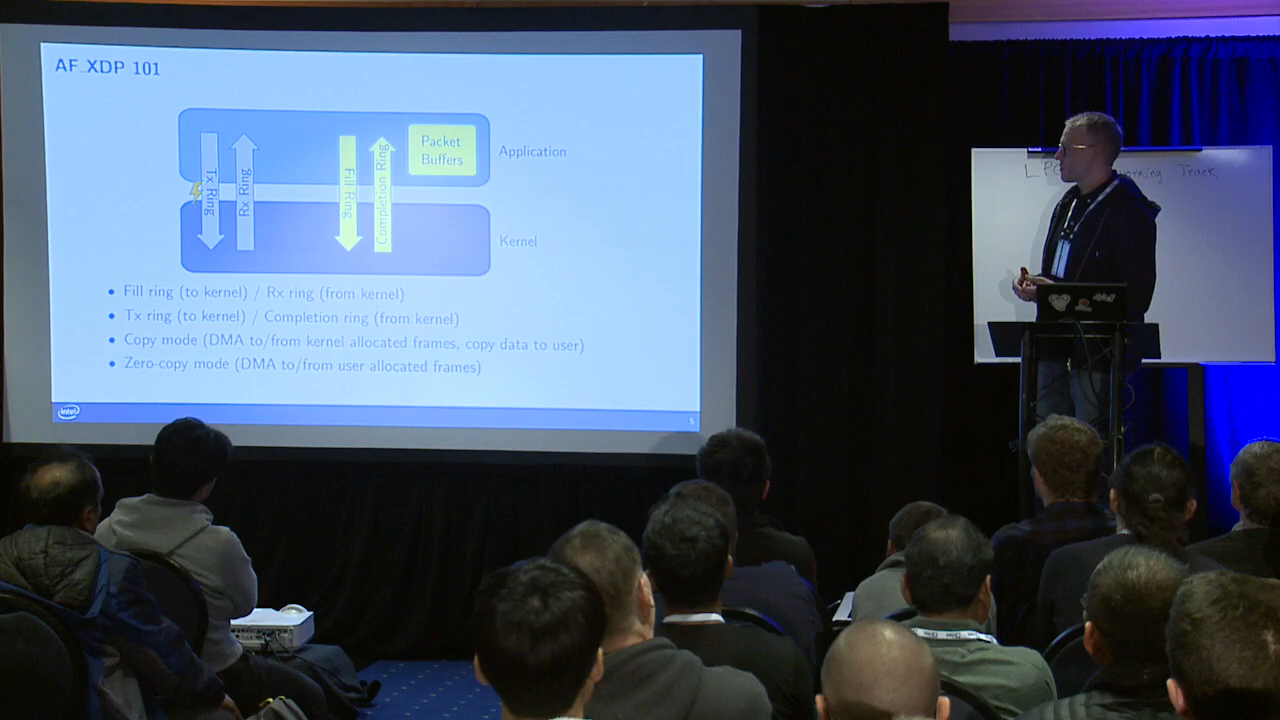 AF_XDP 101
Packet
Buffers
Application
Tx Ring
Rx Ring
Fill Ring
Completion Ring
Kernel
• Fill ring (to kernel) / Rx ring (from kernel)
• Tx ring (to kernel) / Completion ring (from kernel)
• Copy mode (DMA to/from kernel allocated frames, copy data to user)
• Zero-copy mode (DMA to/from user allocated frames)
intel
5
Track